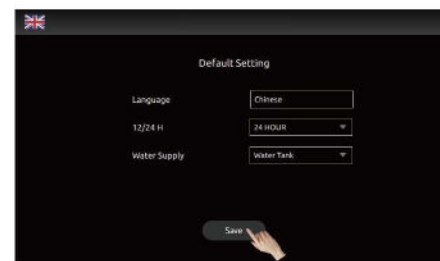 Default Setting
Language Chinese
12/24 H 24 HOUR
Water Supply Water Tank
Save